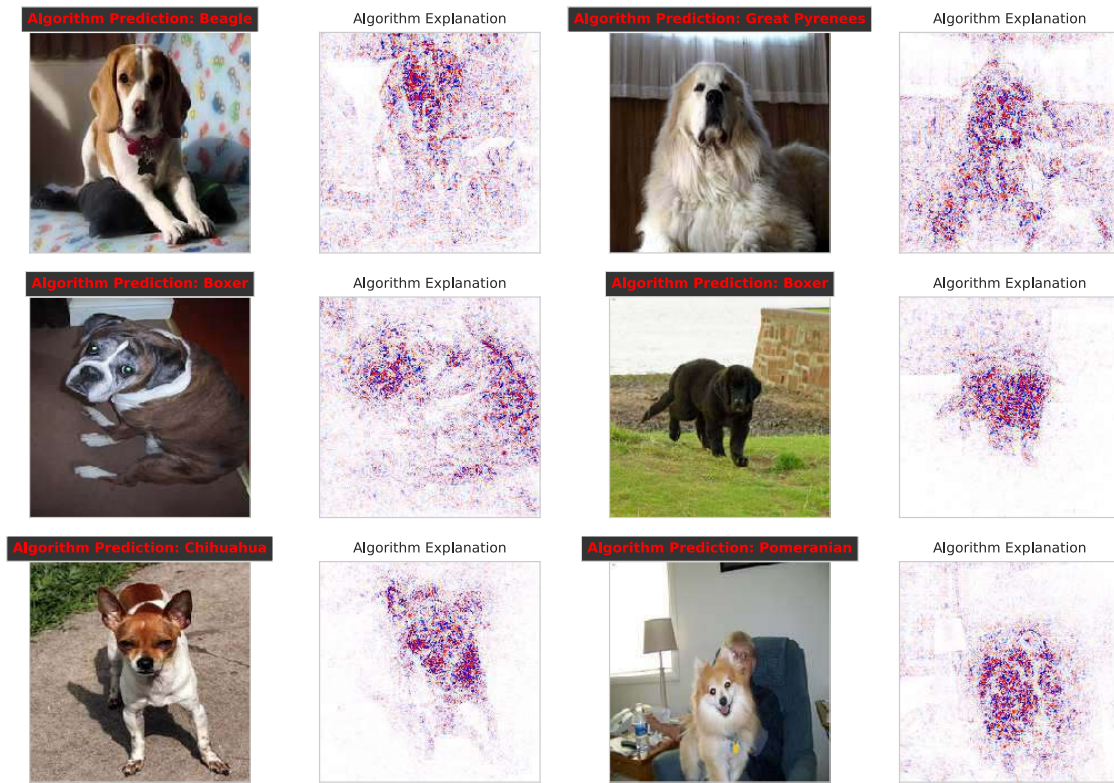 Algorithm Prediction: Beagle
Algorithm Explanation
Algorithm Prediction: Great Pyrenees
Algorithm Explanation
Algorithm Prediction: Boxer
Algorithm Explanation
Algorithm Prediction: Boxer
Algorithm Explanation
Algorithm Prediction: Chihuahua
Algorithm Explanation
Algorithm Prediction: Pomeranian
Algorithm Explanation